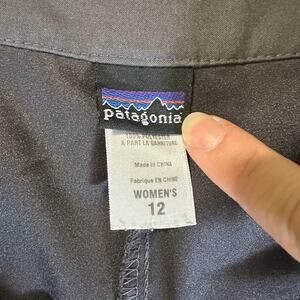 patagonia
100% POLYESTER
À PART LA GARNITURE
Made in CHINA
Fabriqué EN CHINE
WOMEN'S
12